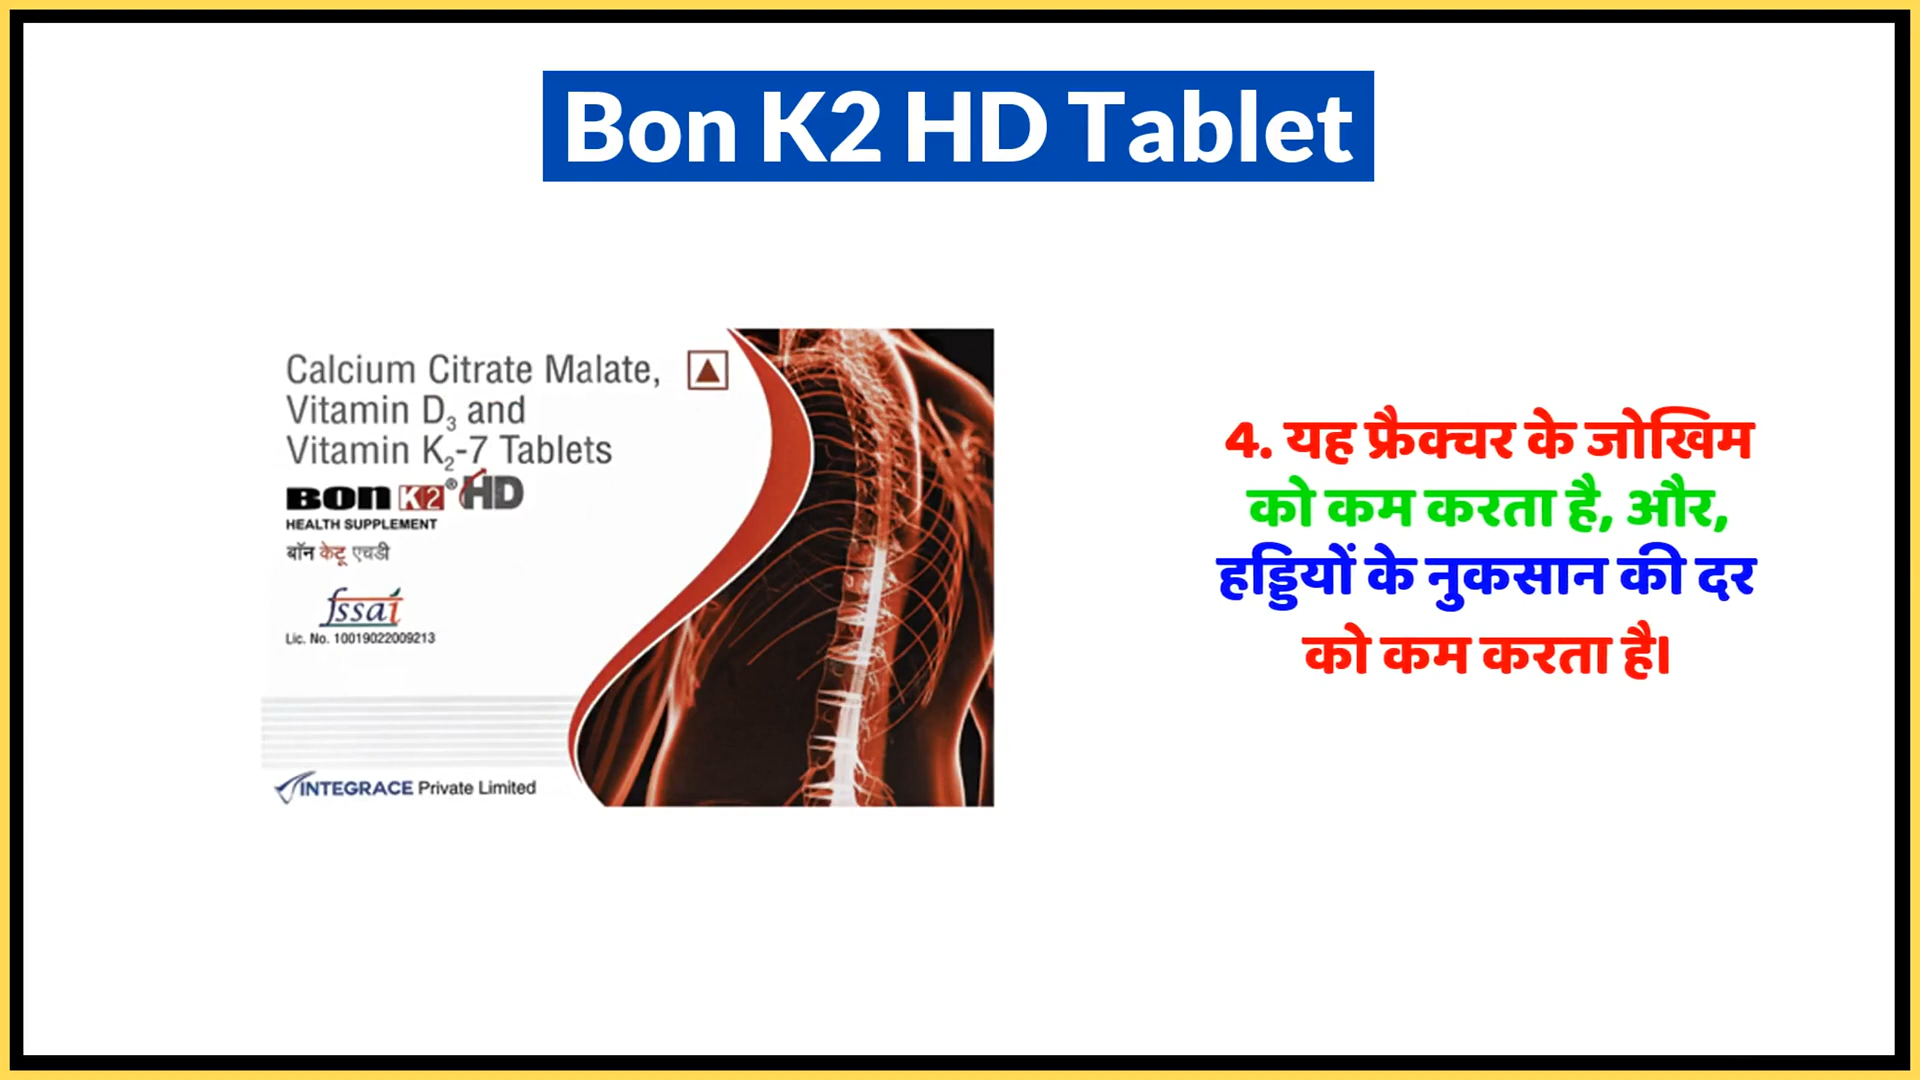 Bon K2 HD Tablet
Calcium Citrate Malate,
Vitamin D3 and
Vitamin K2-7 Tablets
BON K2® HD
HEALTH SUPPLEMENT
बॉन केटू एचडी
fssai
Lic. No. 10019022009213
INTEGRACE Private Limited
4. यह फ्रैक्चर के जोखिम
को कम करता है, और,
हड्डियों के नुकसान की दर
को कम करता है।